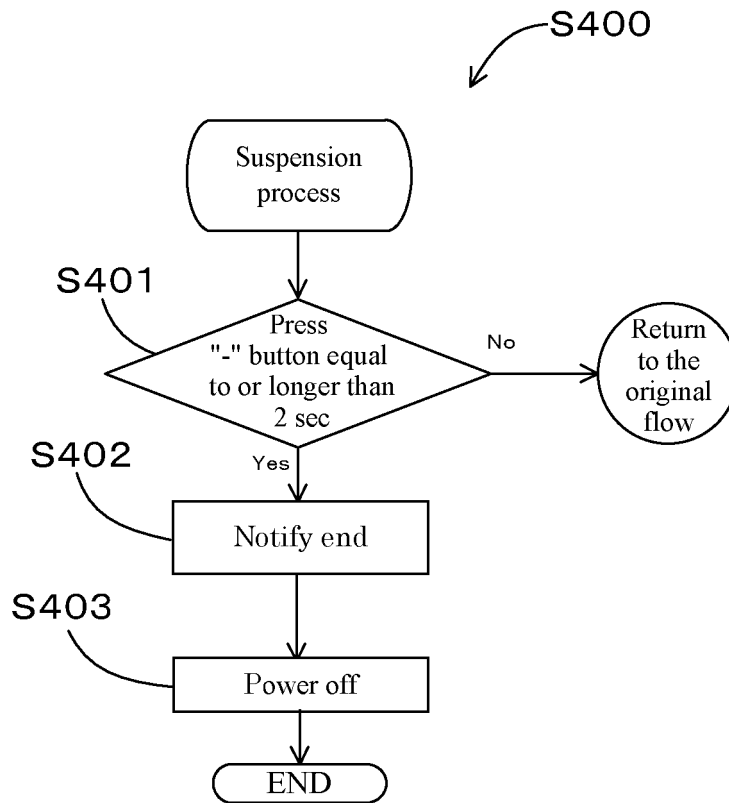 S400
Suspension
process
S401
Press
"-" button equal
to or longer than
2 sec
No
Return
to the
original
flow
Yes
S402
Notify end
S403
Power off
END